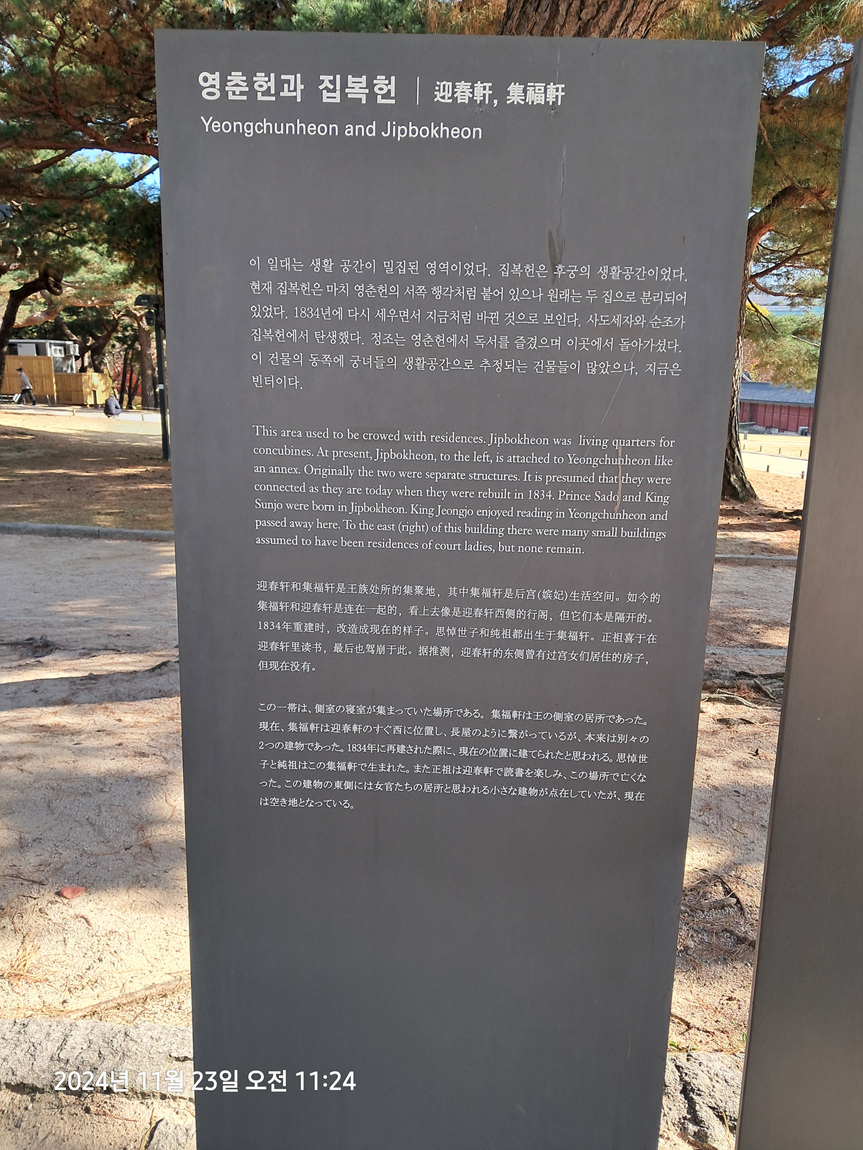 영춘헌과 집복헌 | 迎春軒, 集福軒
Yeongchunheon and Jipbokheon
이 일대는 생활 공간이 밀집된 영역이었다. 집복헌은 후궁의 생활공간이었다.
현재 집복헌은 마치 영춘헌의 서쪽 행각처럼 붙어 있으나 원래는 두 집으로 분리되어
있었다. 1834년에 다시 세우면서 지금처럼 바뀐 것으로 보인다. 사도세자와 순조가
집복헌에서 탄생했다. 정조는 영춘헌에서 독서를 즐겼으며 이곳에서 돌아가셨다.
이 건물의 동쪽에 궁녀들의 생활공간으로 추정되는 건물들이 많았으나, 지금은
빈터이다.
This area used to be crowed with residences. Jipbokheon was living quarters for
concubines. At present, Jipbokheon, to the left, is attached to Yeongchunheon like
an annex. Originally the two were separate structures. It is presumed that they were
connected as they are today when they were rebuilt in 1834. Prince Sado and King
Sunjo were born in Jipbokheon. King Jeongjo enjoyed reading in Yeongchunheon and
passed away here. To the east (right) of this building there were many small buildings
assumed to have been residences of court ladies, but none remain.
迎春轩和集福轩是王族处所的集聚地，其中集福轩是后宫(嫔妃)生活空间。如今的
集福轩和迎春轩是连在一起的，看上去像是迎春轩西侧的行阁，但它们本是隔开的。
1834年重建时，改造成现在的样子。思悼世子和纯祖都出生于集福轩。正祖喜于在
迎春轩里读书，最后也驾崩于此。据推测，迎春轩的东侧曾有过宫女们居住的房子，
但现在没有。
この一帯は、側室の寝室が集まっていた場所である。集福軒は王の側室の居所であった。
現在、集福軒は迎春軒のすぐ西に位置し、長屋のように繋がっているが、本来は別々の
2つの建物であった。1834年に再建された際に、現在の位置に建てられたと思われる。思悼世
子と純祖はこの集福軒で生まれた。また正祖は迎春軒で読書を楽しみ、この場所で亡くな
った。この建物の東側には女官たちの居所と思われる小さな建物が点在していたが、現在
は空き地となっている。
2024년 11월 23일 오전 11:24